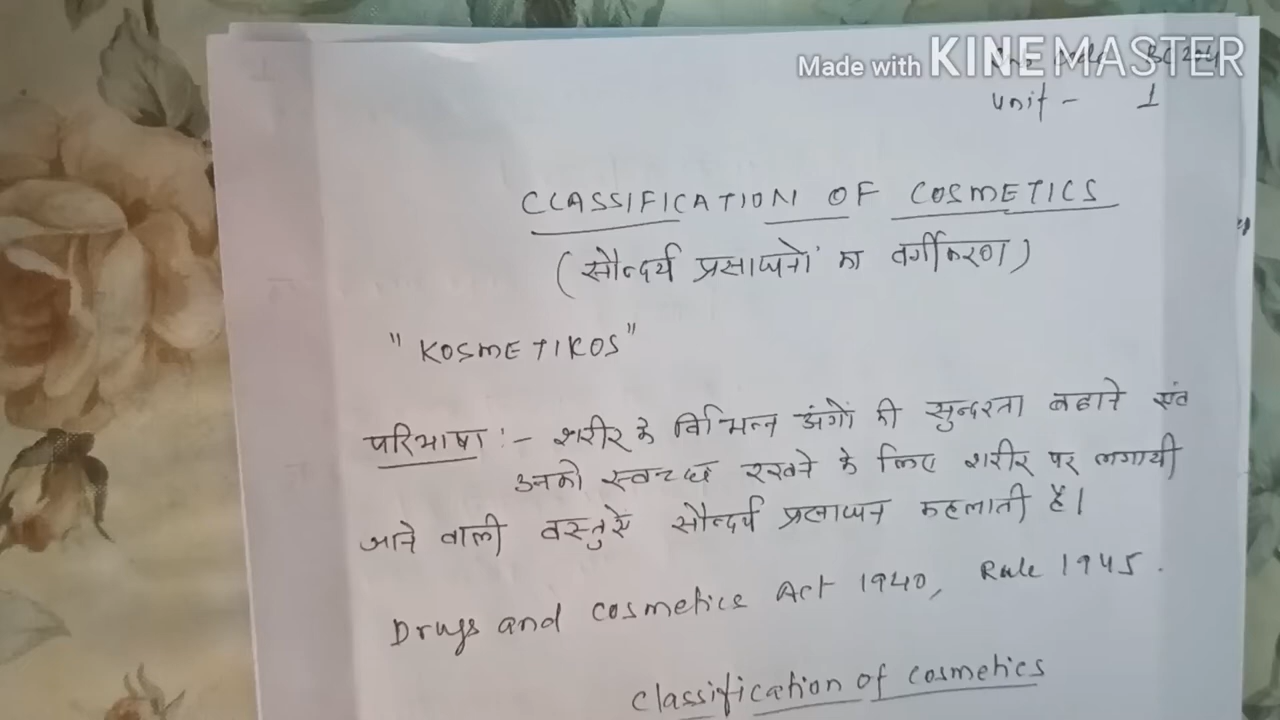 Made with KINEMASTER
Unit - 1
CLASSIFICATION OF COSMETICS
(सौन्दर्य प्रसाधनों का वर्गीकरण)
"KOSMETIKOS"
परिभाषा :- शरीर के विभिन्न अंगों की सुन्दरता बढाने एंव
उनको स्वच्छ रखने के लिए शरीर पर लगायी
जाने वाली वस्तुएें सौन्दर्य प्रसाधन कहलाती है।
Drugs and cosmetics Act 1940, Rule 1945.
Classification of cosmetics